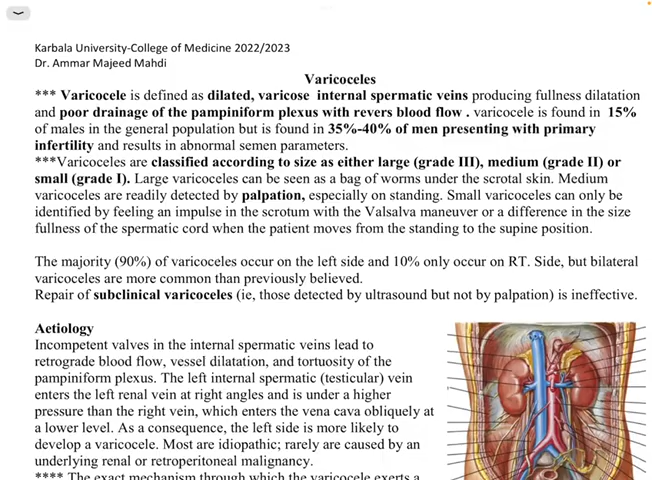 Karbala University-College of Medicine 2022/2023
Dr. Ammar Majeed Mahdi
Varicoceles
*** Varicocele is defined as dilated, varicose internal spermatic veins producing fullness dilatation
and poor drainage of the pampiniform plexus with revers blood flow . varicocele is found in 15%
of males in the general population but is found in 35%-40% of men presenting with primary
infertility and results in abnormal semen parameters.
***Varicoceles are classified according to size as either large (grade III), medium (grade II) or
small (grade I). Large varicoceles can be seen as a bag of worms under the scrotal skin. Medium
varicoceles are readily detected by palpation, especially on standing. Small varicoceles can only be
identified by feeling an impulse in the scrotum with the Valsalva maneuver or a difference in the size
fullness of the spermatic cord when the patient moves from the standing to the supine position.
The majority (90%) of varicoceles occur on the left side and 10% only occur on RT. Side, but bilateral
varicoceles are more common than previously believed.
Repair of subclinical varicoceles (ie, those detected by ultrasound but not by palpation) is ineffective.
Aetiology
Incompetent valves in the internal spermatic veins lead to
retrograde blood flow, vessel dilatation, and tortuosity of the
pampiniform plexus. The left internal spermatic (testicular) vein
enters the left renal vein at right angles and is under a higher
pressure than the right vein, which enters the vena cava obliquely at
a lower level. As a consequence, the left side is more likely to
develop a varicocele. Most are idiopathic; rarely are caused by an
underlying renal or retroperitoneal malignancy.
**** The exact mechanism through which the varicocele exerts a